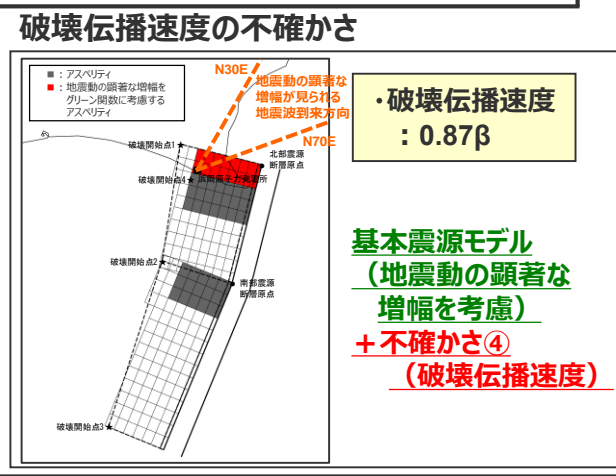 破壊伝播速度の不確かさ
■：アスペリティ
■：地震動の顕著な増幅を
グリーン関数に考慮する
アスペリティ
N30E
地震動の顕著な
増幅が見られる
地震波到来方向
N70E
破壊開始点1★
北部震源
断層原点
破壊開始点4★
破壊開始点2★
南部震源
断層原点
破壊開始点3★
・破壊伝播速度
：0.87β
基本震源モデル
（地震動の顕著な
増幅を考慮）
＋不確かさ④
（破壊伝播速度）